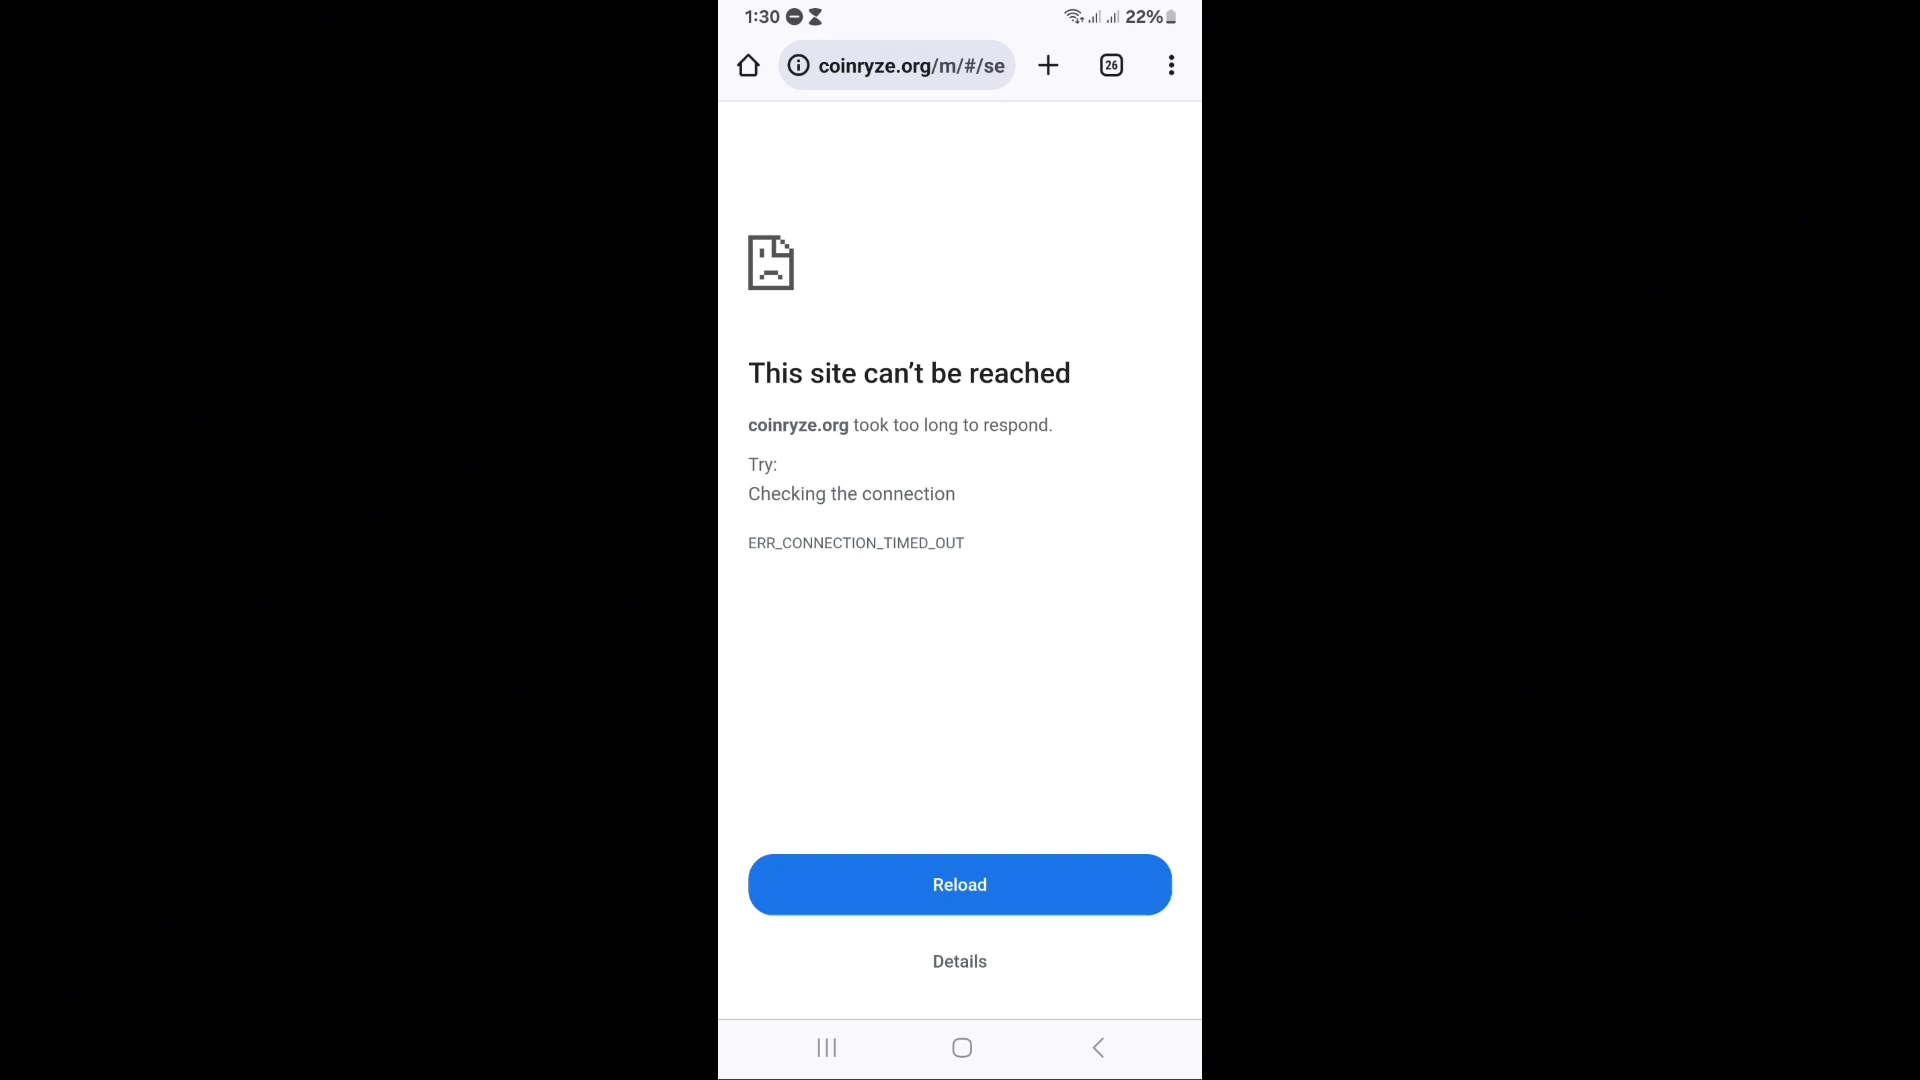 1:30
22%
coinryze.org/m/#/se
26
This site can’t be reached
coinryze.org took too long to respond.
Try:
Checking the connection
ERR_CONNECTION_TIMED_OUT
Reload
Details